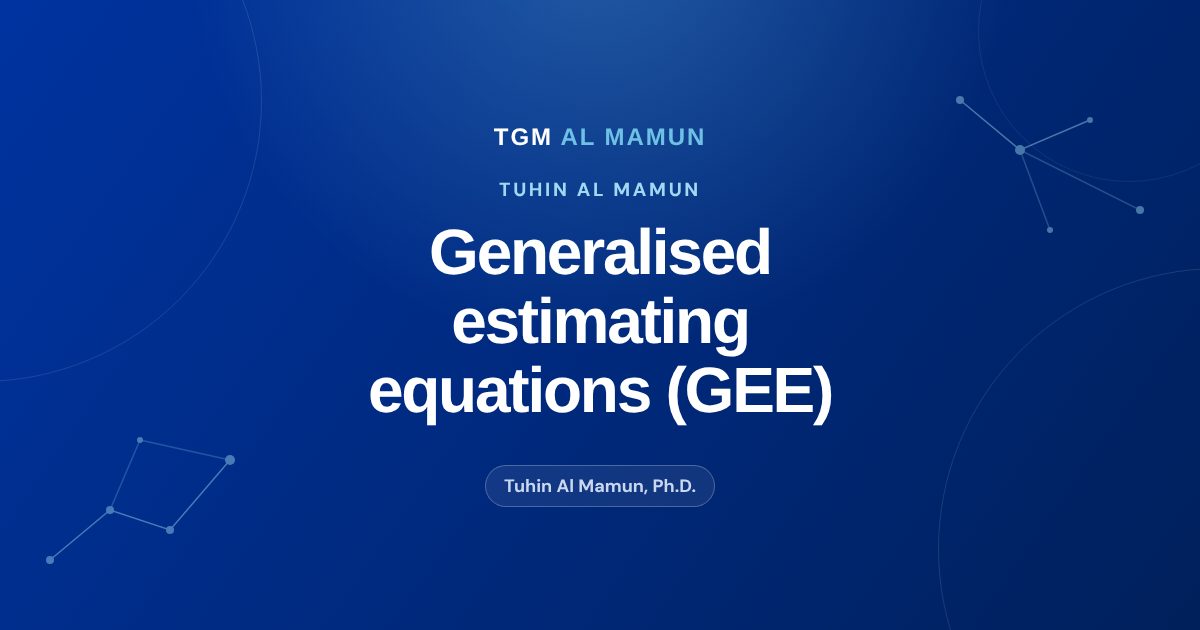 TGM AL MAMUN
TUHIN AL MAMUN
Generalised
estimating
equations (GEE)
Tuhin Al Mamun, Ph.D.